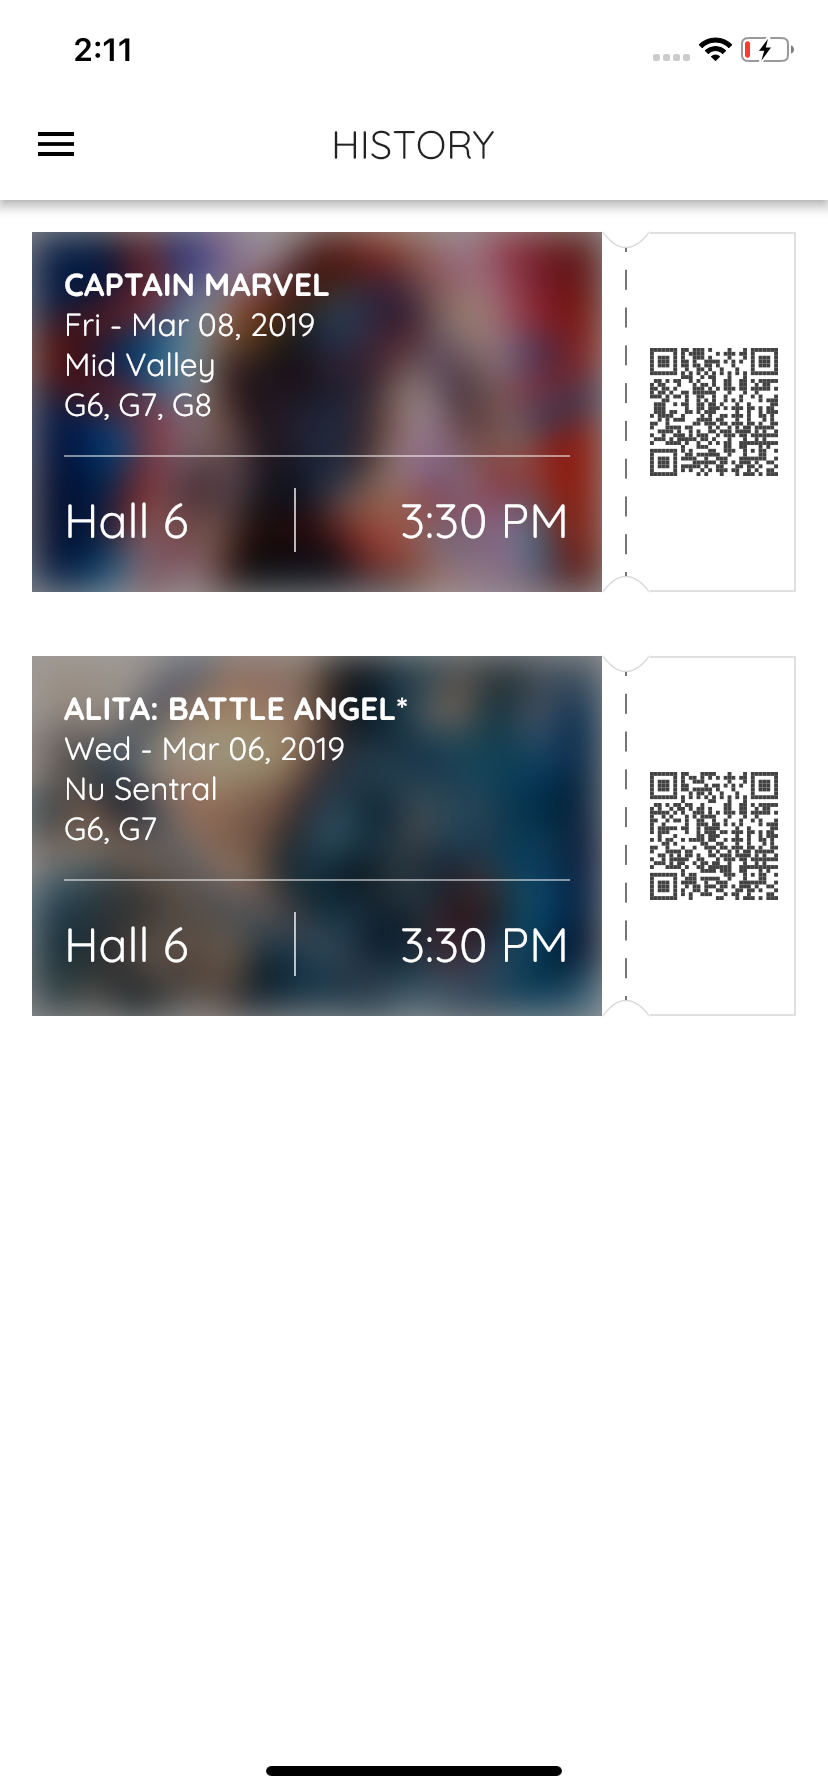 2:11
HISTORY
CAPTAIN MARVEL
Fri - Mar 08, 2019
Mid Valley
G6, G7, G8
Hall 6
3:30 PM
ALITA: BATTLE ANGEL*
Wed - Mar 06, 2019
Nu Sentral
G6, G7
Hall 6
3:30 PM